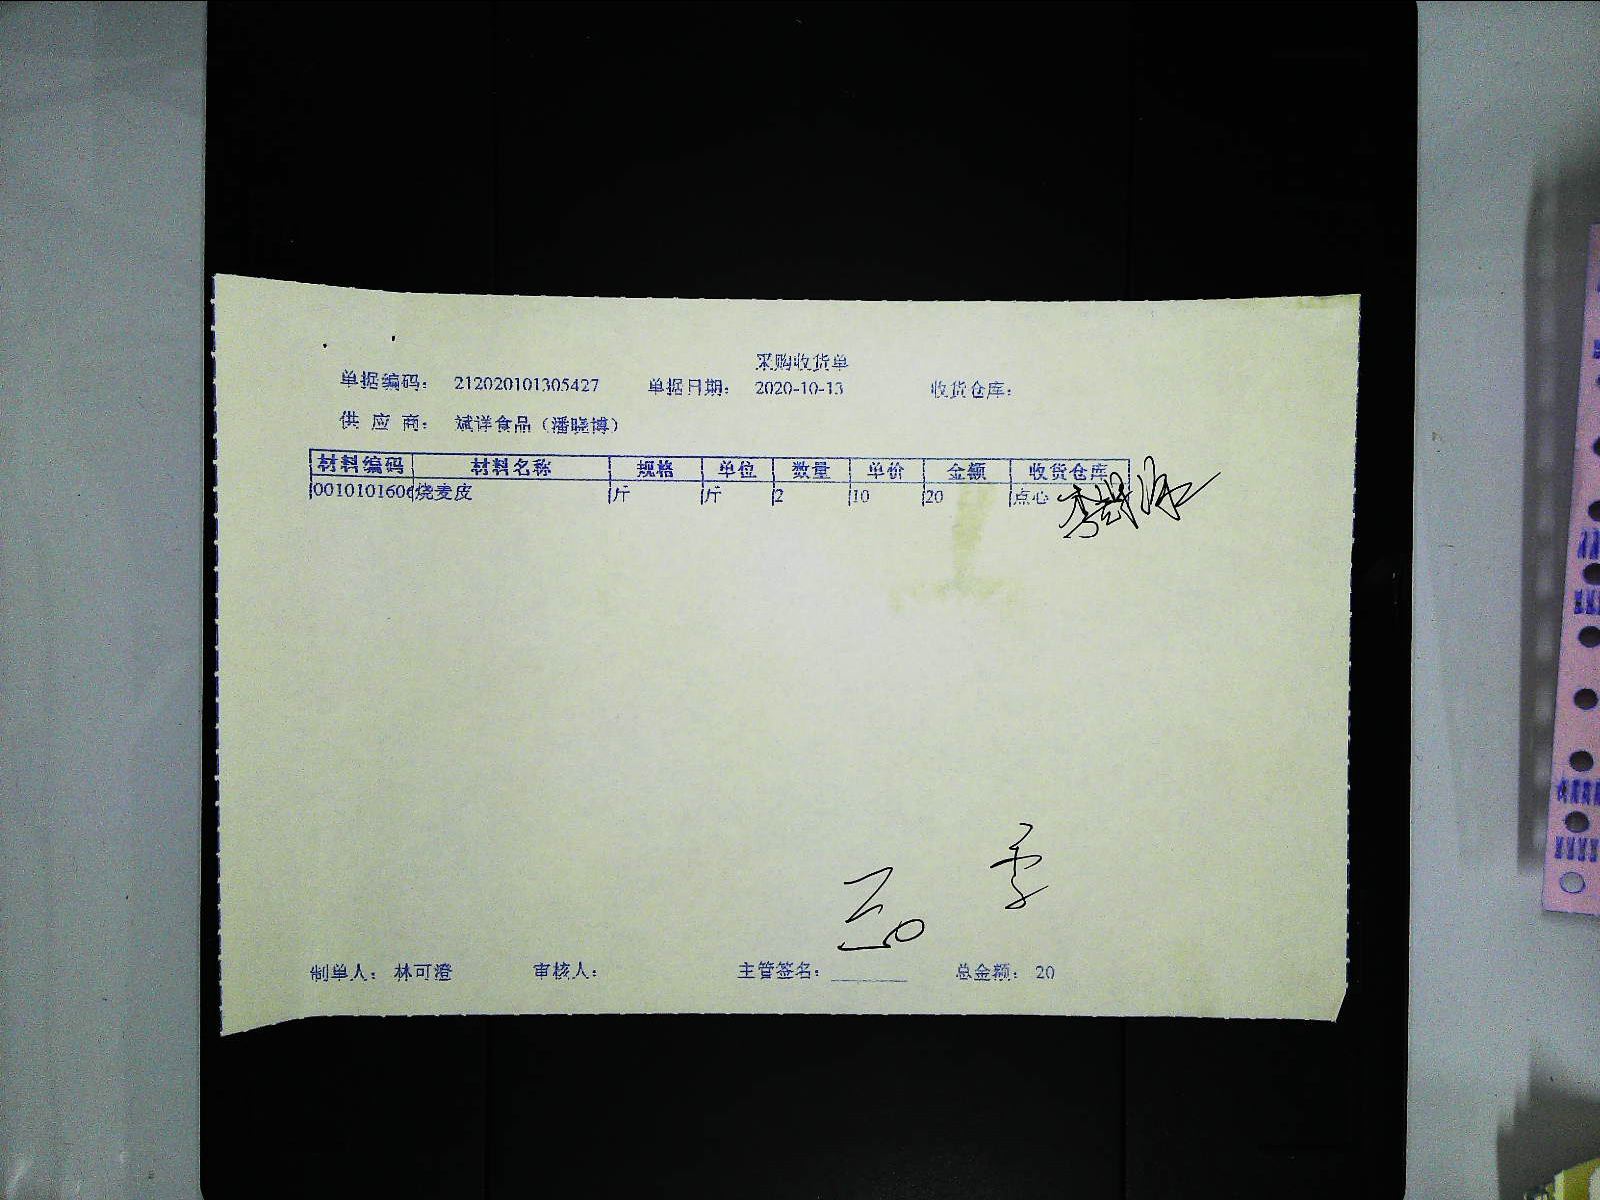 采购收货单
单据编码: 212020101305427 单据日期: 2020-10-13 收货仓库:
供应商: 斌洋食品(潘晓博)
材料编码 材料名称 规格 单位 数量 单价 金额 收货仓库
烧麦皮 斤 斤 2 10 20 点心
制单人: 林可澄 审核人: 主管签名: 总金额: 20